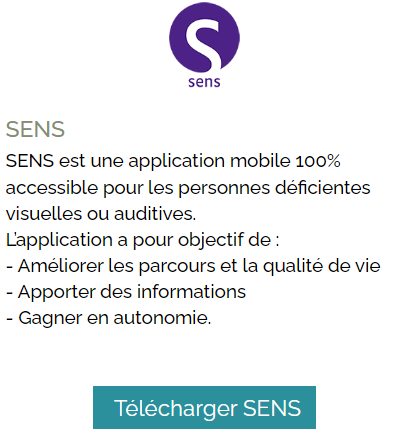 S
sens
SENS
SENS est une application mobile 100%
accessible pour les personnes déficientes
visuelles ou auditives.
L'application a pour objectif de :
- Améliorer les parcours et la qualité de vie
- Apporter des informations
- Gagner en autonomie.
Télécharger SENS